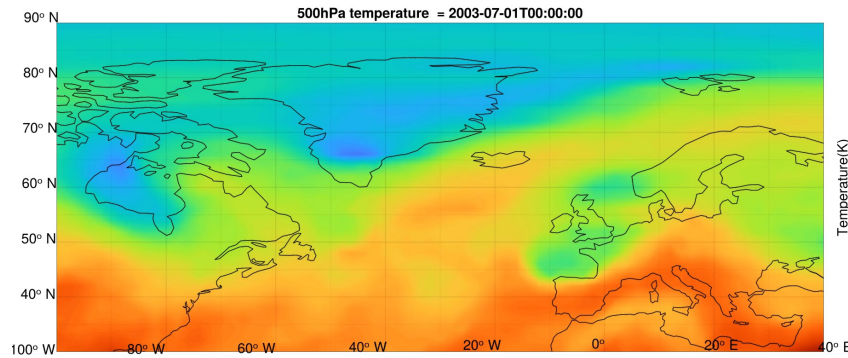 500hPa temperature = 2003-07-01T00:00:00
90° N
80° N
70° N
60° N
50° N
40° N
100° W 80° W 60° W 40° W 20° W 0° 20° E 40° E
Temperature(K)